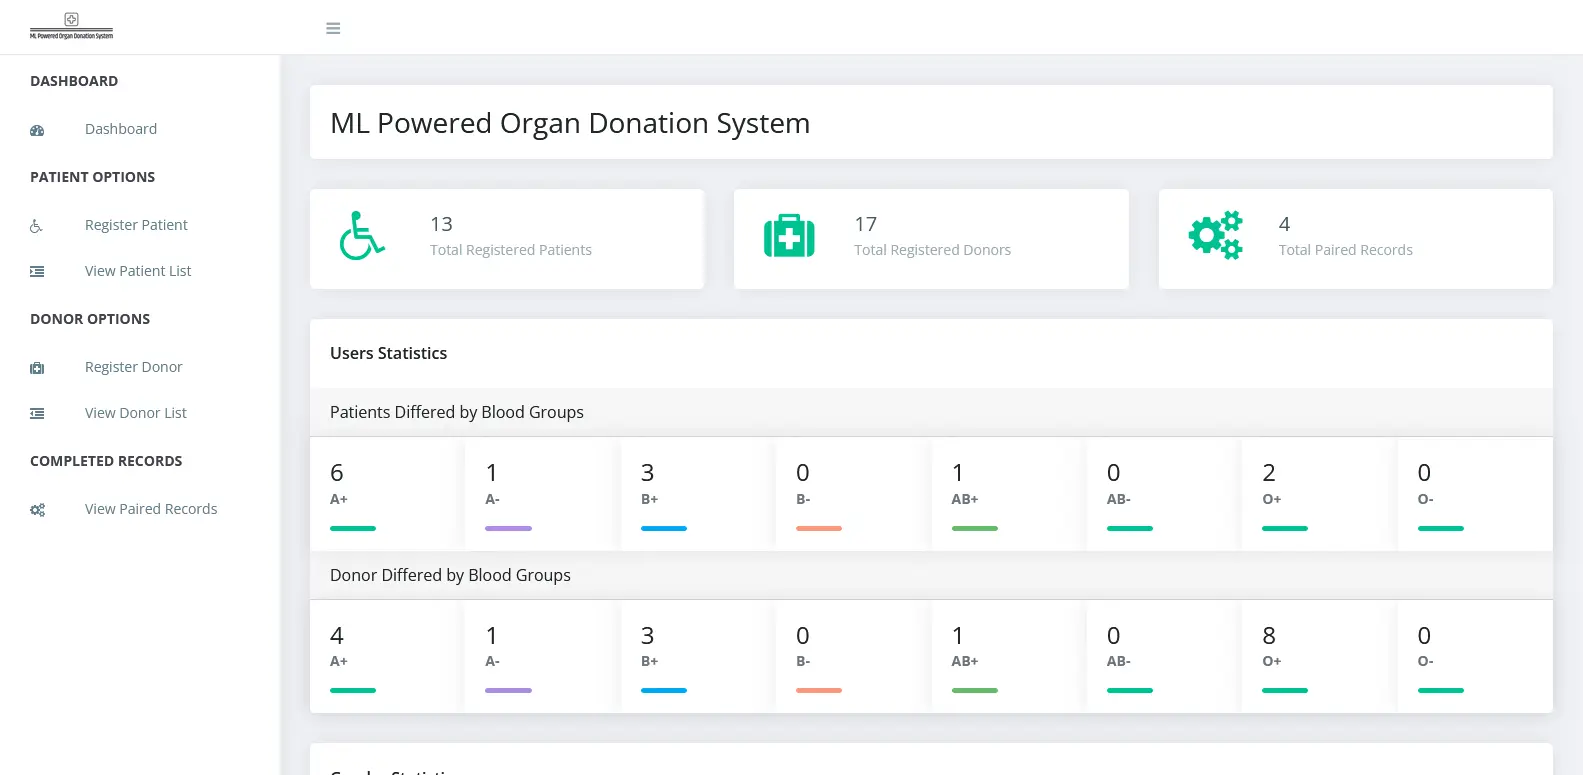 ML Powered Organ Donation System
DASHBOARD
Dashboard
PATIENT OPTIONS
Register Patient
View Patient List
DONOR OPTIONS
Register Donor
View Donor List
COMPLETED RECORDS
View Paired Records
ML Powered Organ Donation System
13
Total Registered Patients
17
Total Registered Donors
4
Total Paired Records
Users Statistics
Patients Differed by Blood Groups
6 1 3 0 1 0 2 0
A+ A- B+ B- AB+ AB- O+ O-
Donor Differed by Blood Groups
4 1 3 0 1 0 8 0
A+ A- B+ B- AB+ AB- O+ O-